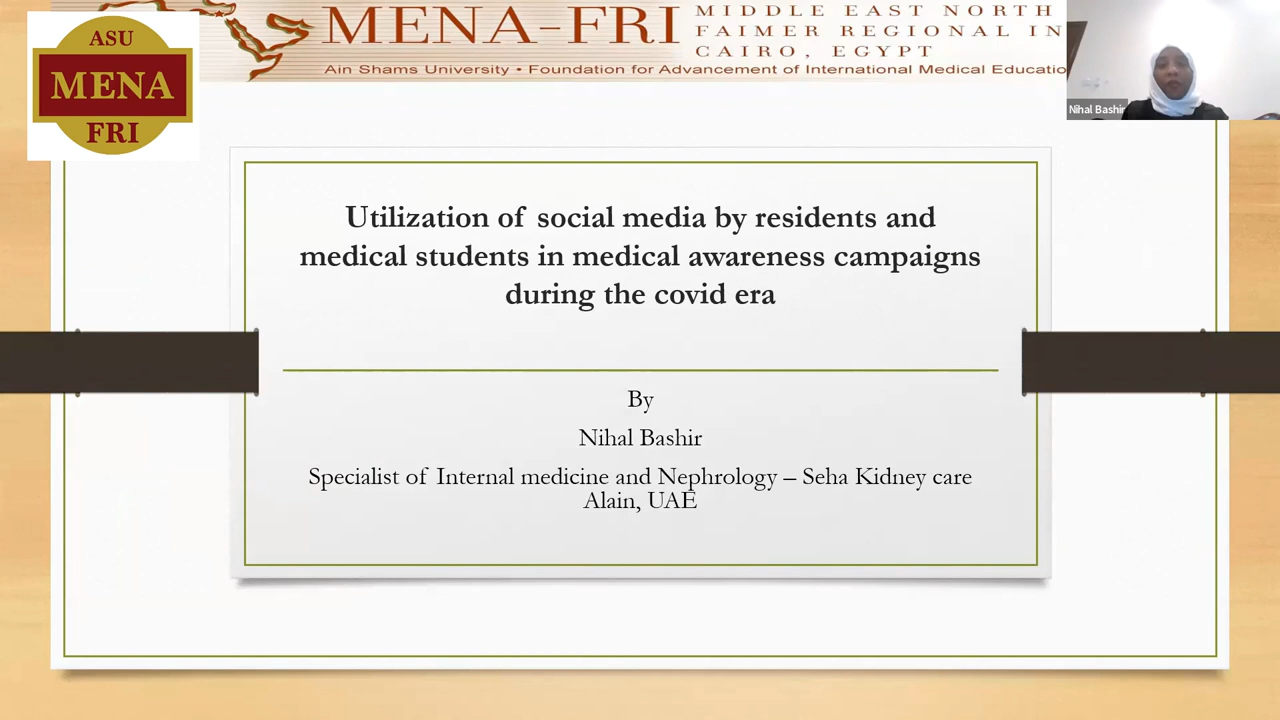 ASU
MENA
FRI
MENA-FRI
MIDDLE EAST NORTH
FAIMER REGIONAL IN
CAIRO, EGYPT
Ain Shams University • Foundation for Advancement of International Medical Educatio
Nihal Bashir
Utilization of social media by residents and
medical students in medical awareness campaigns
during the covid era
By
Nihal Bashir
Specialist of Internal medicine and Nephrology – Seha Kidney care
Alain, UAE